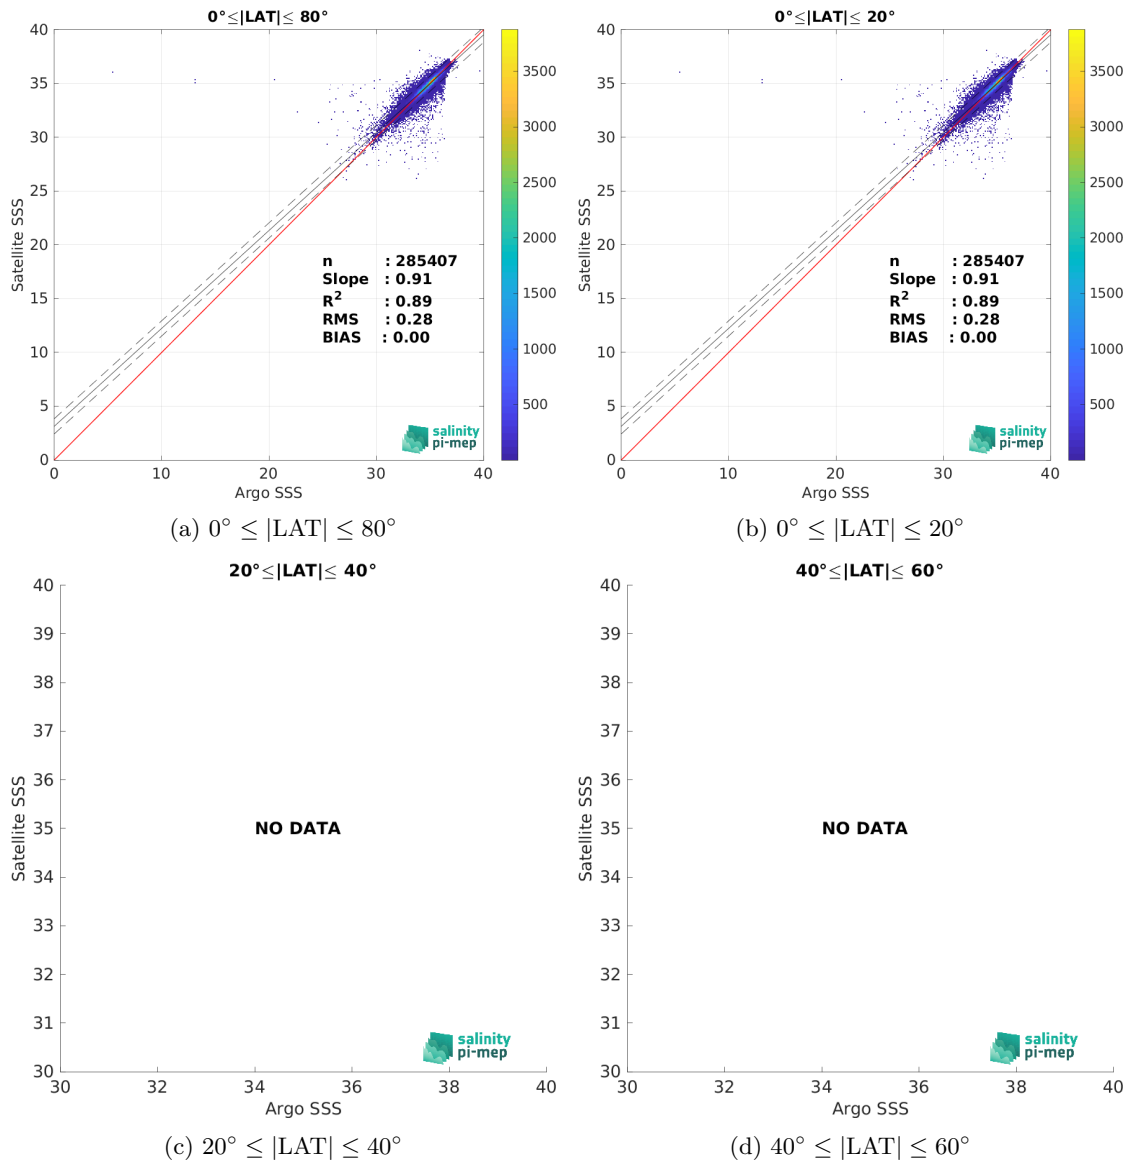 0°≤|LAT|≤ 80°
40
35
30
25
20
15
10
5
0
Satellite SSS
n : 285407
Slope : 0.91
R² : 0.89
RMS : 0.28
BIAS : 0.00
salinity
pi-mep
0 10 20 30 40
Argo SSS
3500
3000
2500
2000
1500
1000
500
(a) 0° ≤ |LAT| ≤ 80°
0°≤|LAT|≤ 20°
40
35
30
25
20
15
10
5
0
Satellite SSS
n : 285407
Slope : 0.91
R² : 0.89
RMS : 0.28
BIAS : 0.00
salinity
pi-mep
0 10 20 30 40
Argo SSS
3500
3000
2500
2000
1500
1000
500
(b) 0° ≤ |LAT| ≤ 20°
20°≤|LAT|≤ 40°
40
39
38
37
36
35
34
33
32
31
30
Satellite SSS
NO DATA
salinity
pi-mep
30 32 34 36 38 40
Argo SSS
(c) 20° ≤ |LAT| ≤ 40°
40°≤|LAT|≤ 60°
40
39
38
37
36
35
34
33
32
31
30
Satellite SSS
NO DATA
salinity
pi-mep
30 32 34 36 38 40
Argo SSS
(d) 40° ≤ |LAT| ≤ 60°